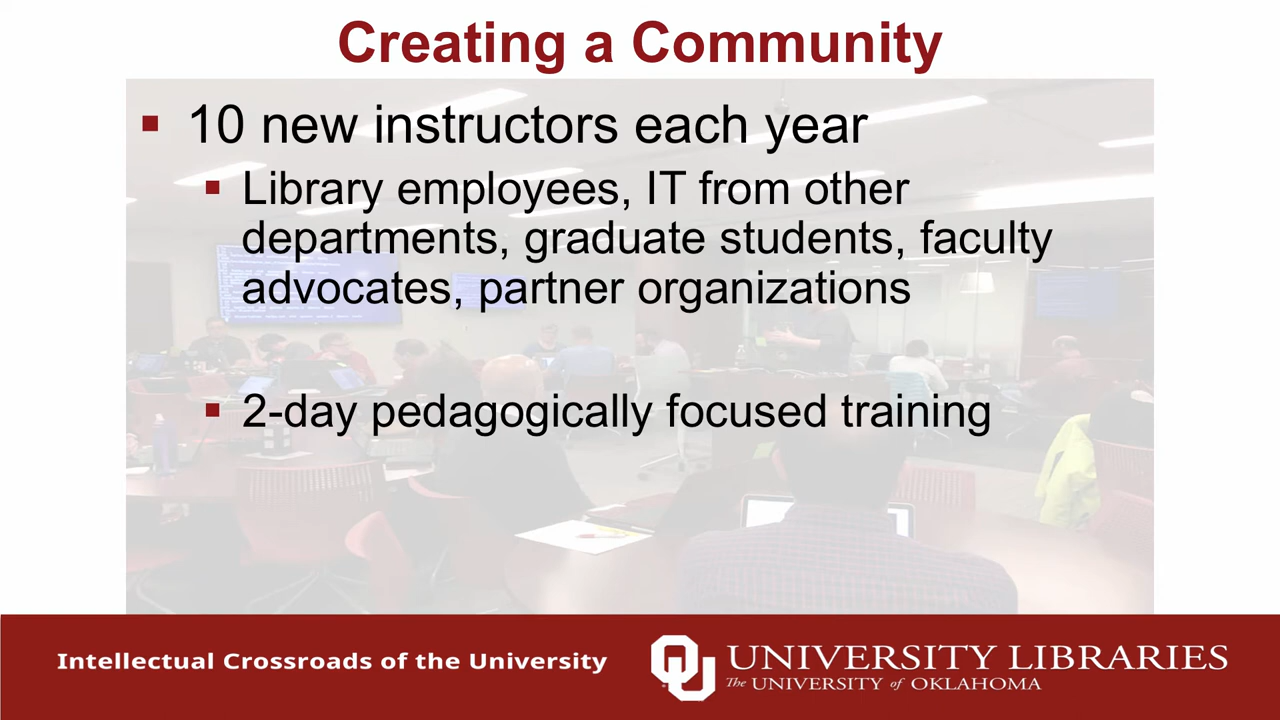 Creating a Community
▪ 10 new instructors each year
▪ Library employees, IT from other
departments, graduate students, faculty
advocates, partner organizations
▪ 2-day pedagogically focused training
Intellectual Crossroads of the University
UNIVERSITY LIBRARIES
The UNIVERSITY of OKLAHOMA